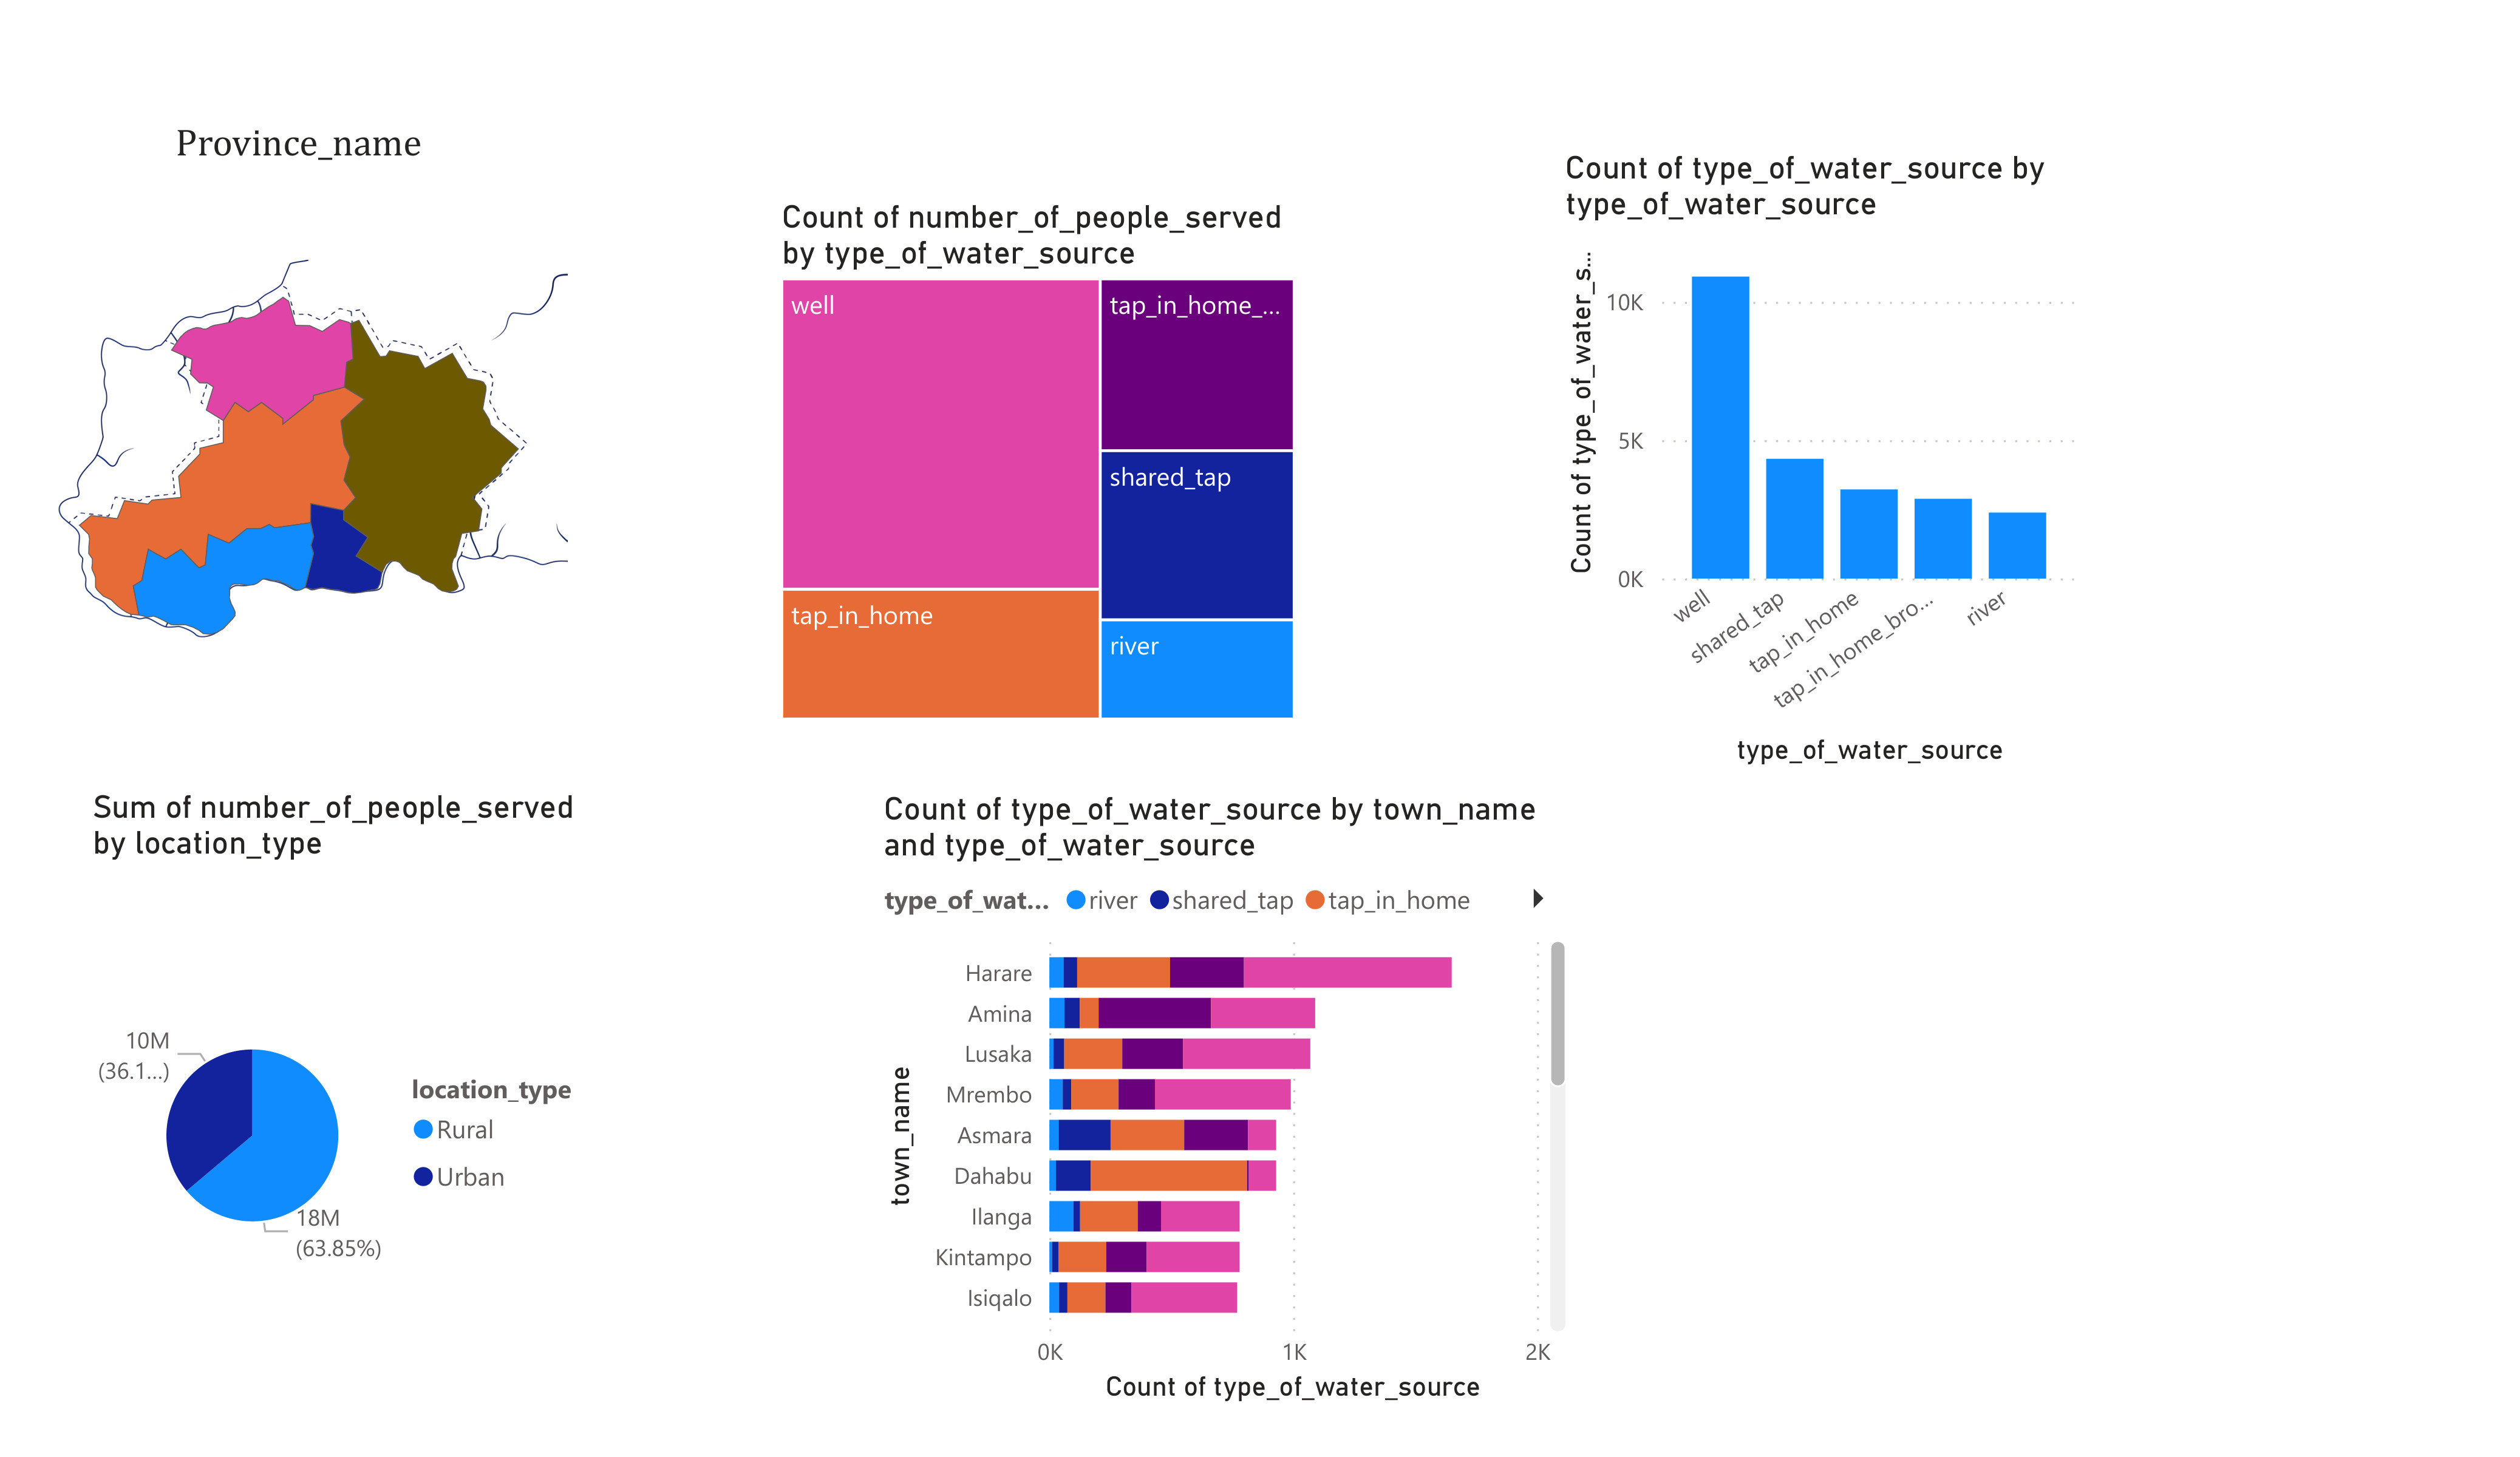 Province_name
Count of number_of_people_served
by type_of_water_source
well
tap_in_home_...
shared_tap
tap_in_home
river
Count of type_of_water_source by
type_of_water_source
Count of type_of_water_s...
10K
5K
0K
well
shared_tap
tap_in_home
tap_in_home_bro...
river
type_of_water_source
Sum of number_of_people_served
by location_type
10M
(36.1...)
18M
(63.85%)
location_type
Rural
Urban
Count of type_of_water_source by town_name
and type_of_water_source
type_of_wat... river shared_tap tap_in_home
town_name
Harare
Amina
Lusaka
Mrembo
Asmara
Dahabu
Ilanga
Kintampo
Isiqalo
0K 1K 2K
Count of type_of_water_source